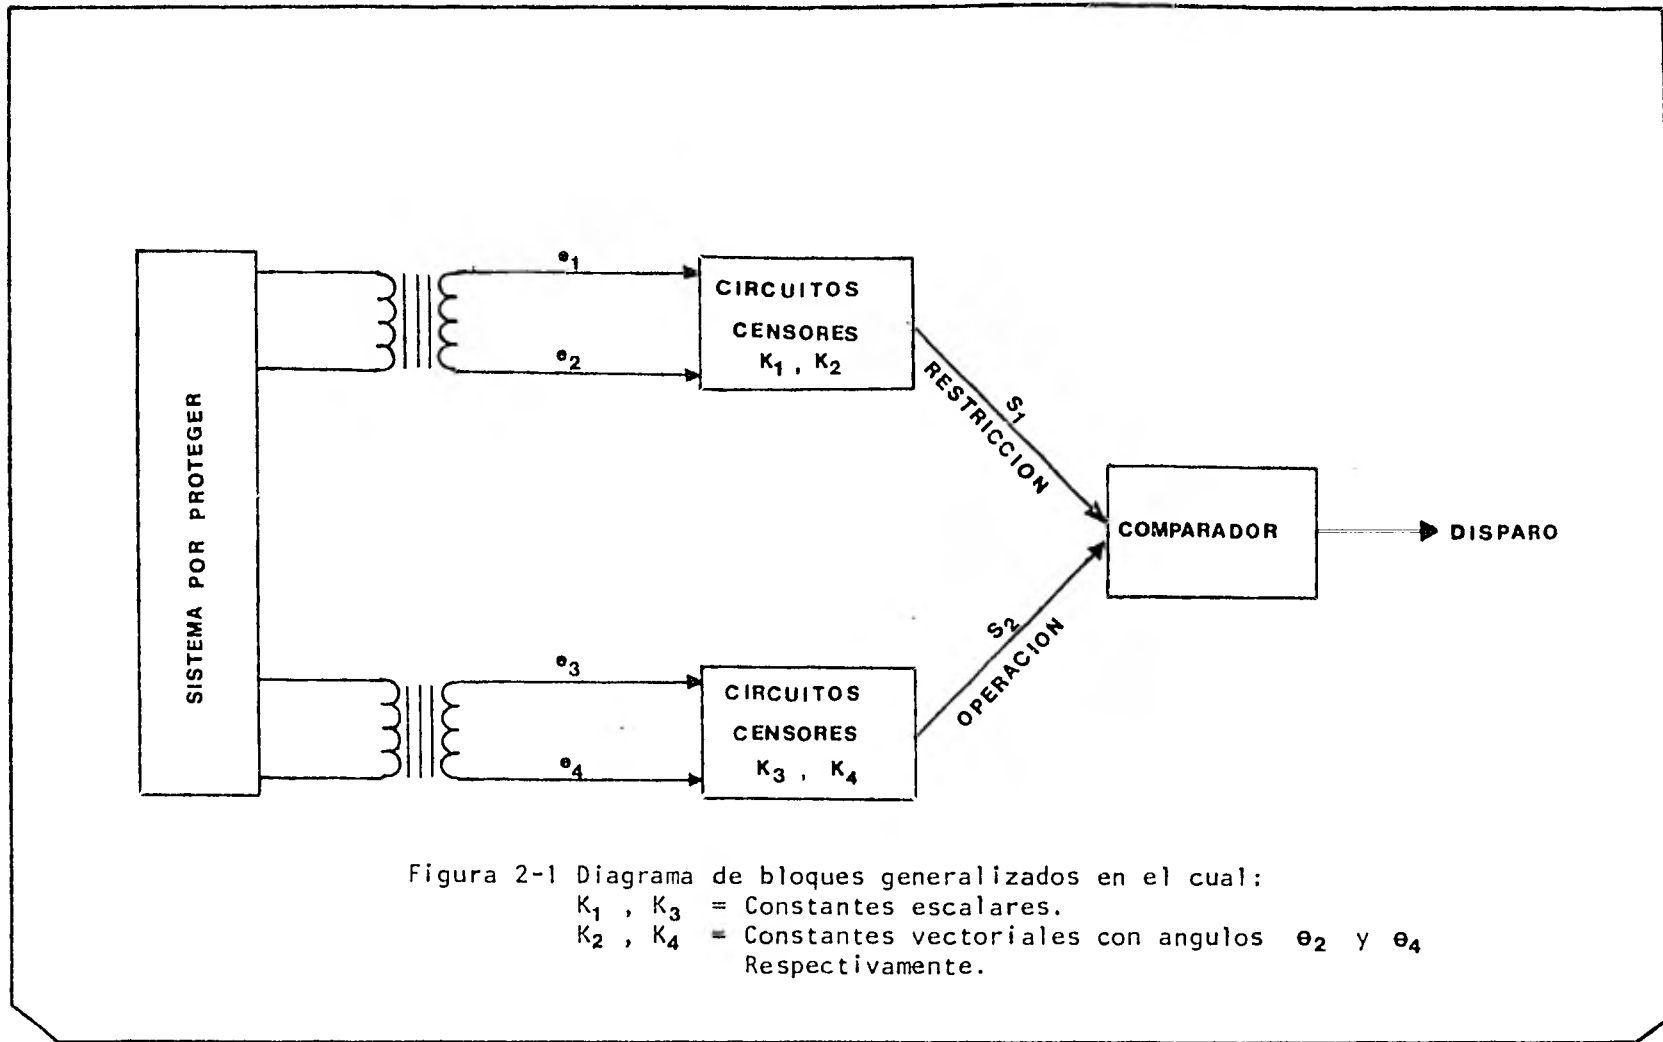 SISTEMA POR PROTEGER
e₁
e₂
CIRCUITOS
CENSORES
K₁ , K₂
S₁
RESTRICCION
COMPARADOR
DISPARO
S₂
OPERACION
e₃
e₄
CIRCUITOS
CENSORES
K₃ , K₄
Figura 2-1 Diagrama de bloques generalizados en el cual:
K₁ , K₃ = Constantes escalares.
K₂ , K₄ = Constantes vectoriales con angulos θ₂ y θ₄
Respectivamente.